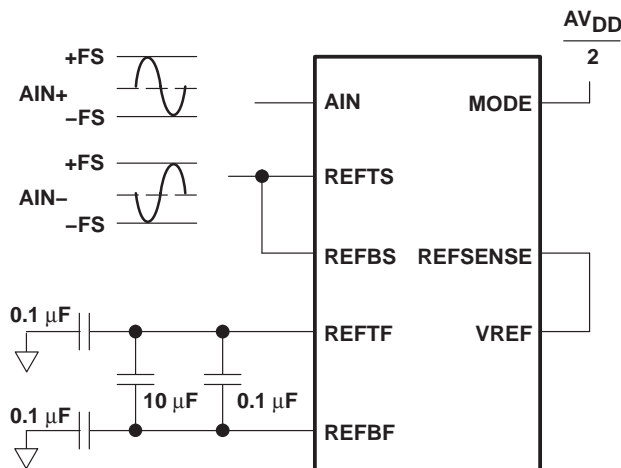 AVDD
2
+FS
AIN+
−FS
AIN
MODE
+FS
AIN−
−FS
REFTS
REFBS
REFSENSE
0.1 μF
REFTF
VREF
10 μF
0.1 μF
0.1 μF
REFBF